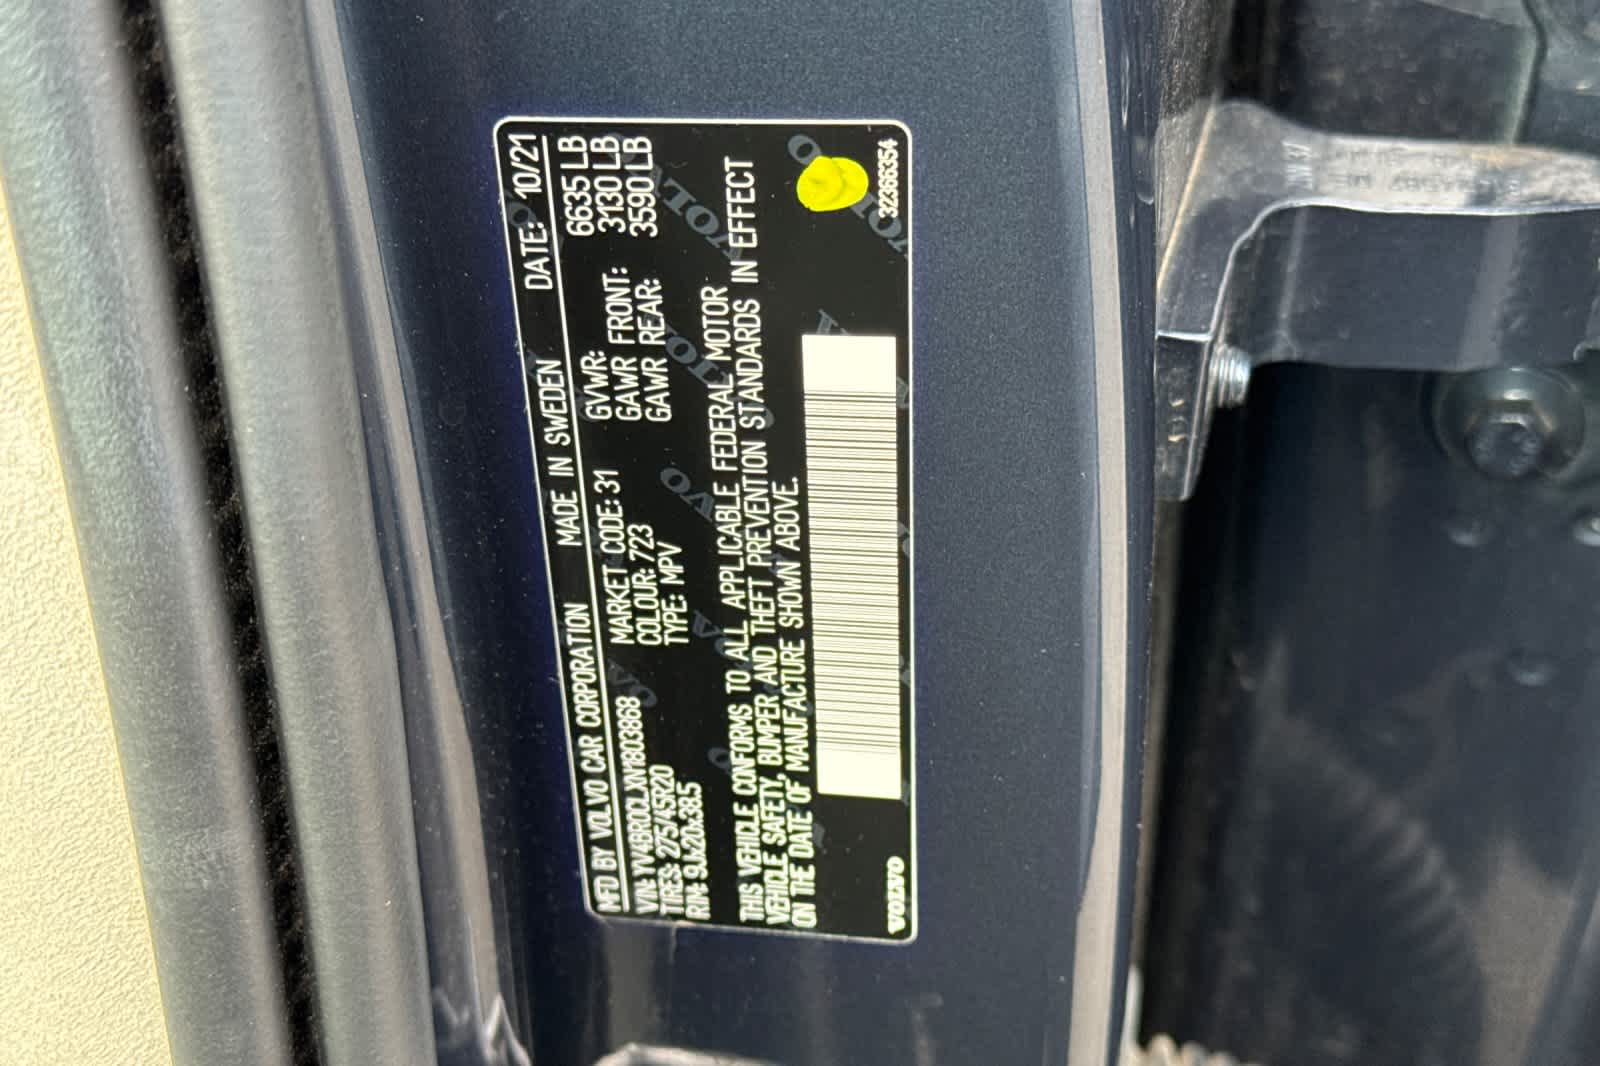 MFD BY VOLVO CAR CORPORATION MADE IN SWEDEN DATE: 10/21
VIN: YV4BR0CLXN1803868 MARKET CODE: 31 GVWR: 6635 LB
TIRES: 275/45R20 COLOUR: 723 GAWR FRONT: 3130 LB
RIM: 9Jx20x38.5 TYPE: MPV GAWR REAR: 3590 LB
THIS VEHICLE CONFORMS TO ALL APPLICABLE FEDERAL MOTOR
VEHICLE SAFETY, BUMPER AND THEFT PREVENTION STANDARDS IN EFFECT
ON THE DATE OF MANUFACTURE SHOWN ABOVE.
VOLVO 32366354